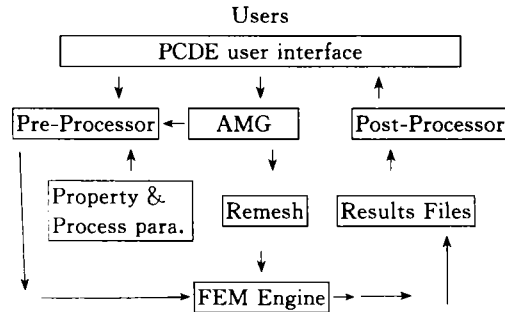 Users
PCDE user interface
Pre-Processor
AMG
Post-Processor
Property &
Process para.
Remesh
Results Files
FEM Engine